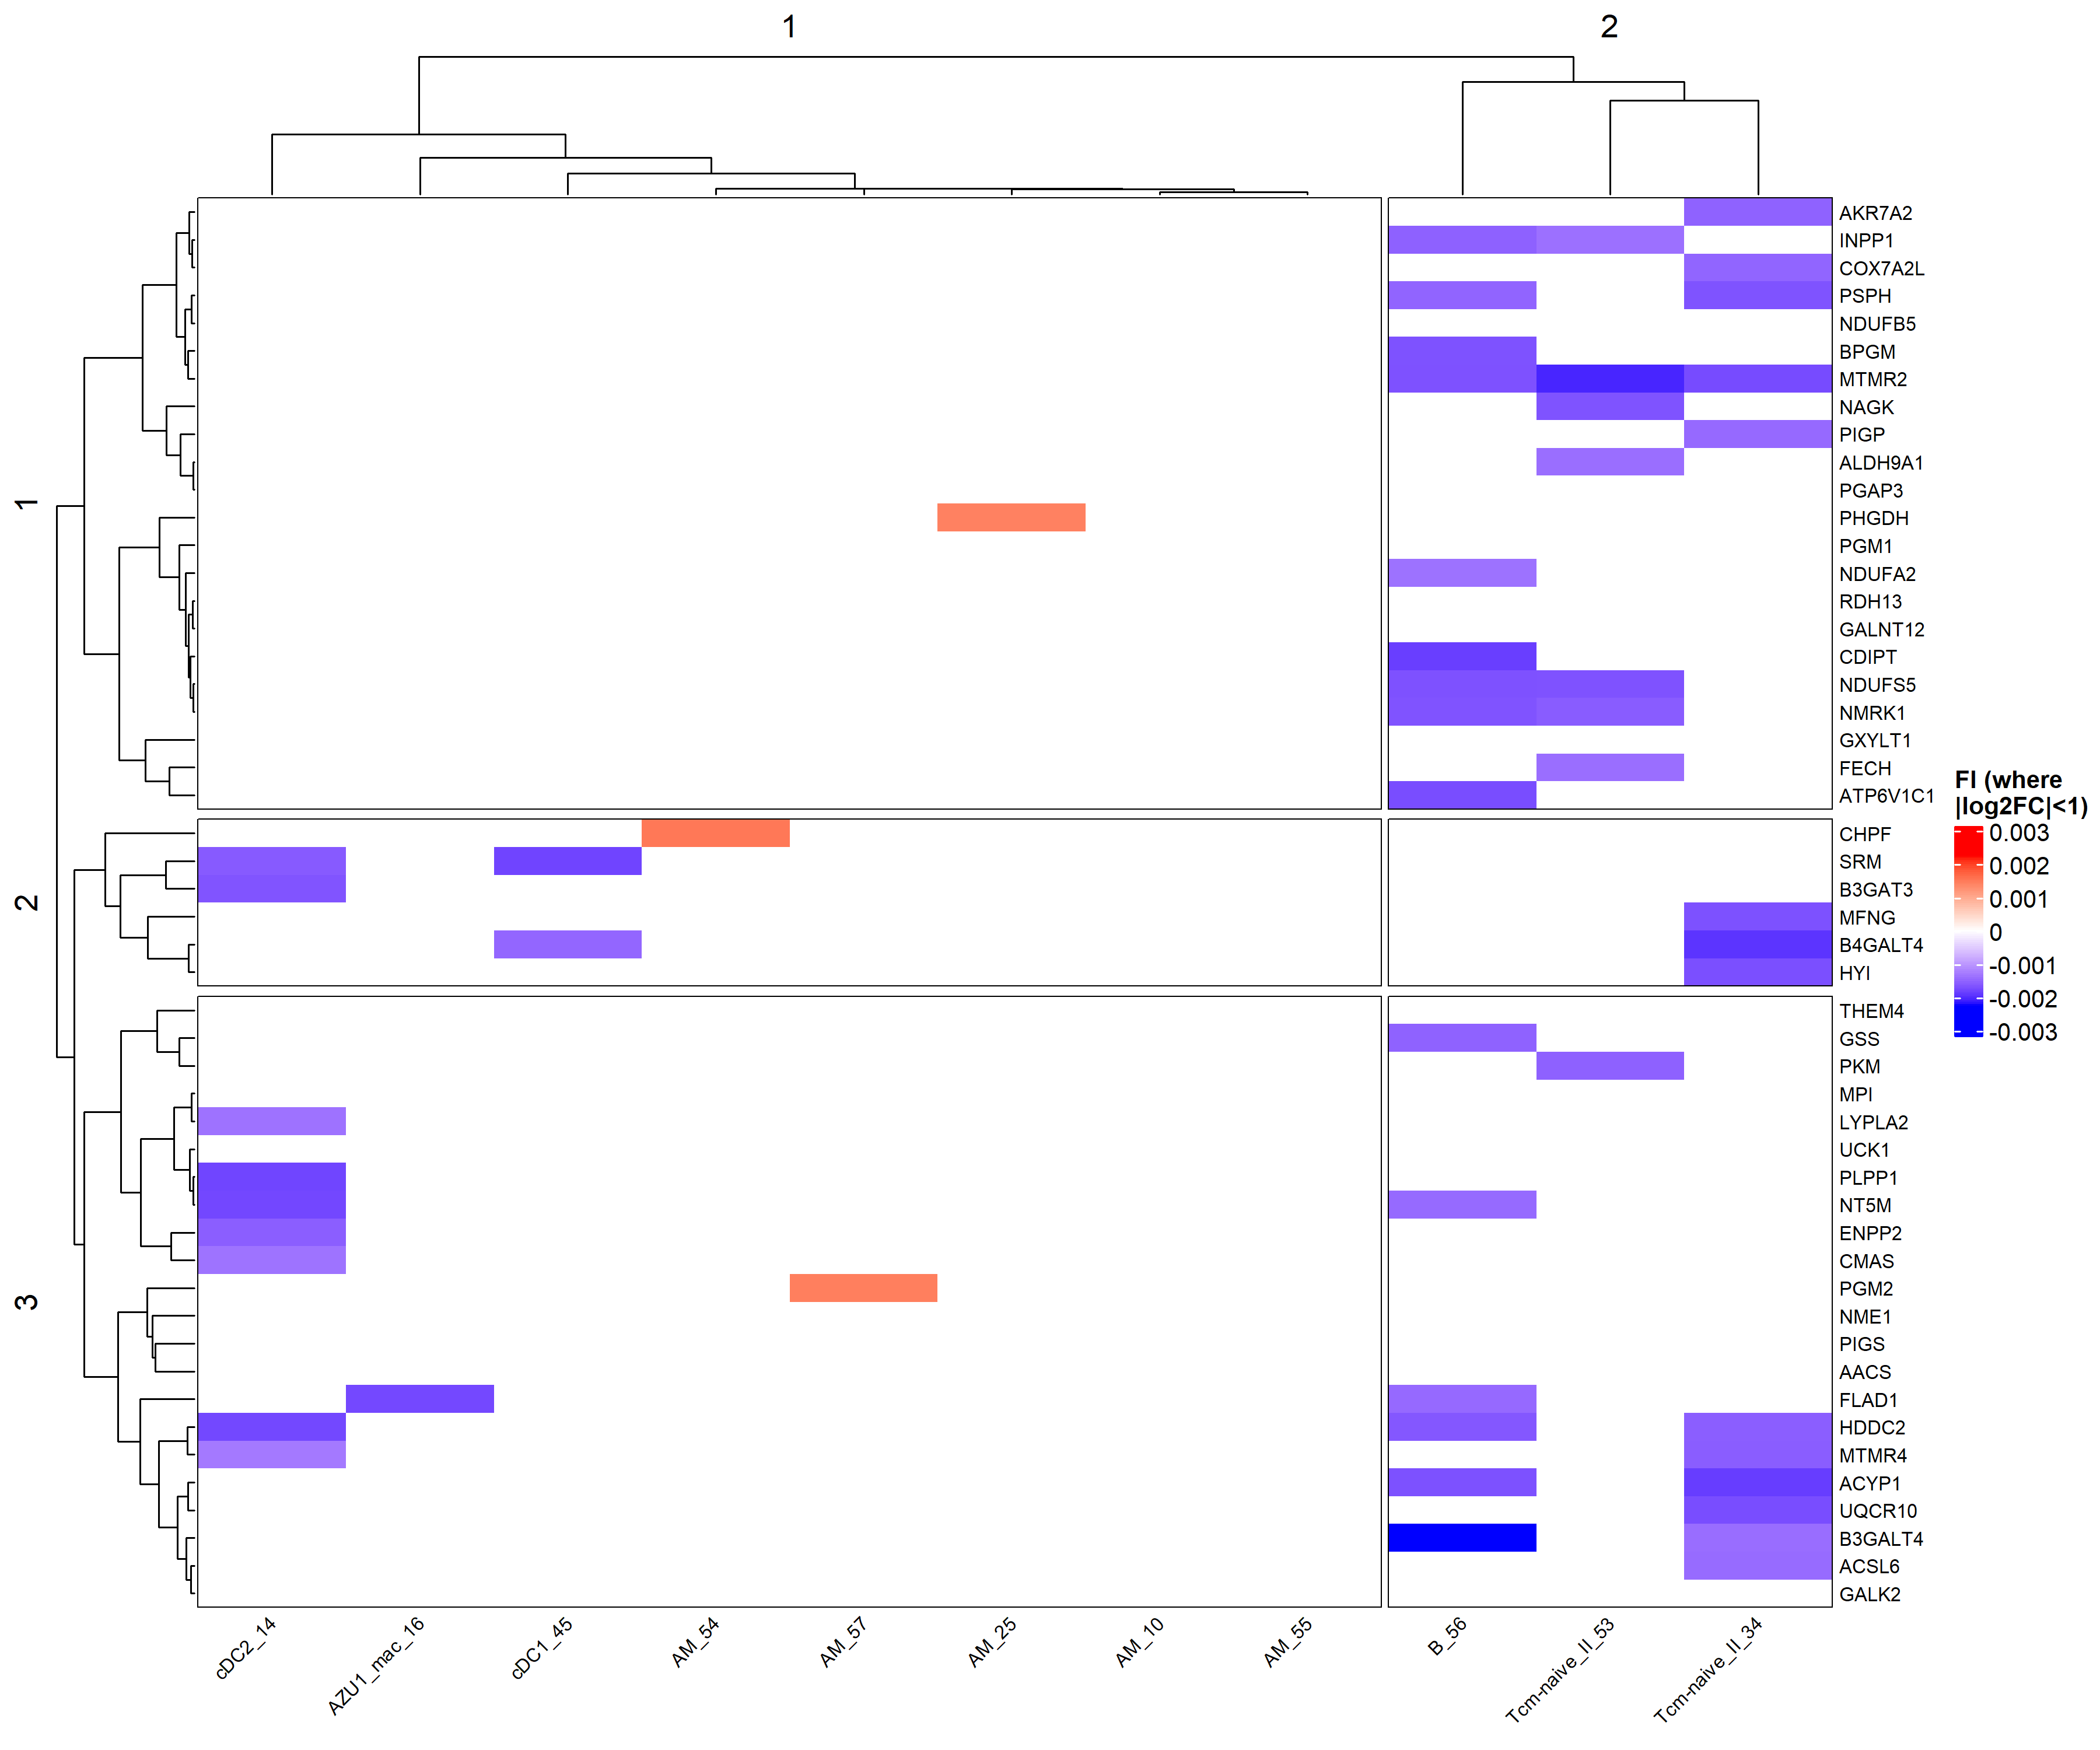 1
2
1
2
3
AKR7A2
INPP1
COX7A2L
PSPH
NDUFB5
BPGM
MTMR2
NAGK
PIGP
ALDH9A1
PGAP3
PHGDH
PGM1
NDUFA2
RDH13
GALNT12
CDIPT
NDUFS5
NMRK1
GXYLT1
FECH
ATP6V1C1
CHPF
SRM
B3GAT3
MFNG
B4GALT4
HYI
THEM4
GSS
PKM
MPI
LYPLA2
UCK1
PLPP1
NT5M
ENPP2
CMAS
PGM2
NME1
PIGS
AACS
FLAD1
HDDC2
MTMR4
ACYP1
UQCR10
B3GALT4
ACSL6
GALK2
FI (where
|log2FC|<1)
0.003
0.002
0.001
0
-0.001
-0.002
-0.003
cDC2_14
AZU1_mac_16
cDC1_45
AM_54
AM_57
AM_25
AM_10
AM_55
B_56
Tcm-naive_II_53
Tcm-naive_II_34